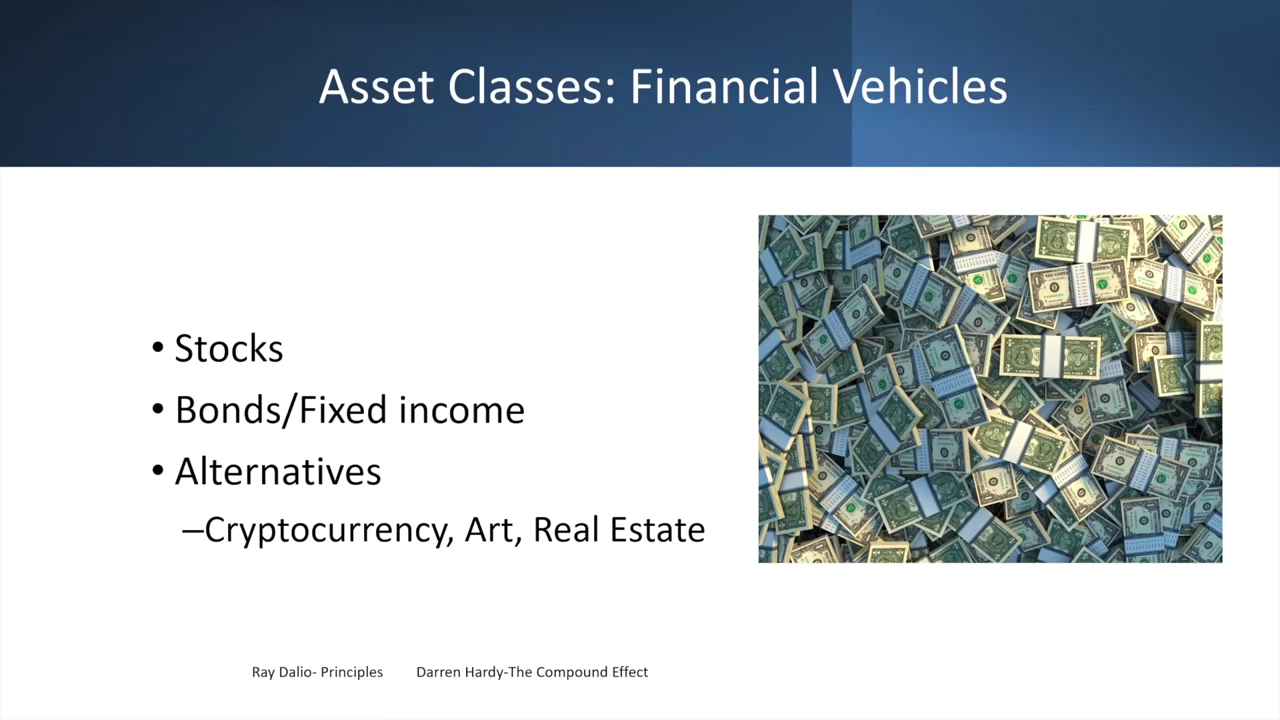 Asset Classes: Financial Vehicles
• Stocks
• Bonds/Fixed income
• Alternatives
–Cryptocurrency, Art, Real Estate
Ray Dalio- Principles Darren Hardy-The Compound Effect